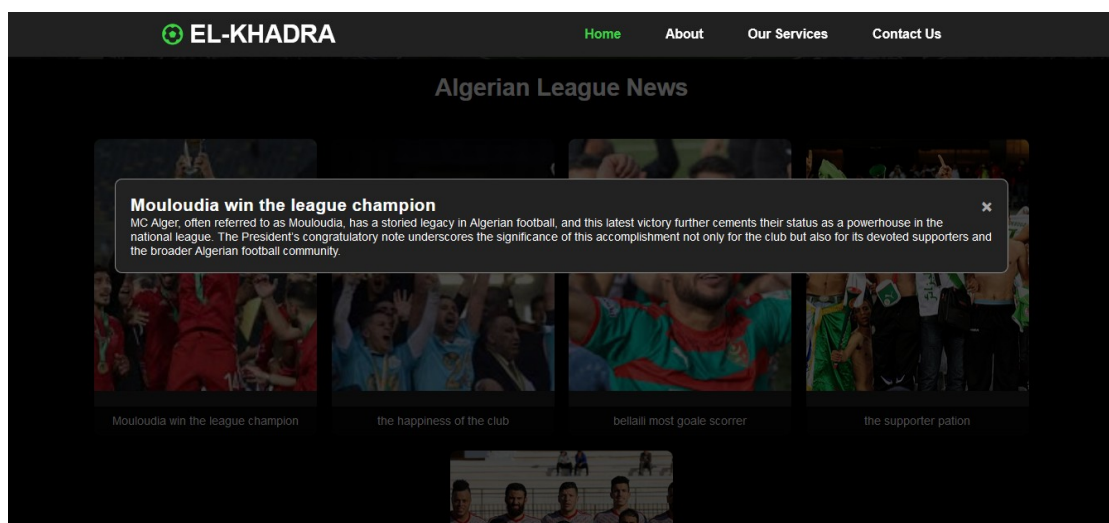 EL-KHADRA
Home About Our Services Contact Us
Algerian League News
Mouloudia win the league champion
×
MC Alger, often referred to as Mouloudia, has a storied legacy in Algerian football, and this latest victory further cements their status as a powerhouse in the
national league. The President's congratulatory note underscores the significance of this accomplishment not only for the club but also for its devoted supporters and
the broader Algerian football community.
14
Mouloudia win the league champion
the happiness of the club
bellaili most goale scorrer
the supporter pation